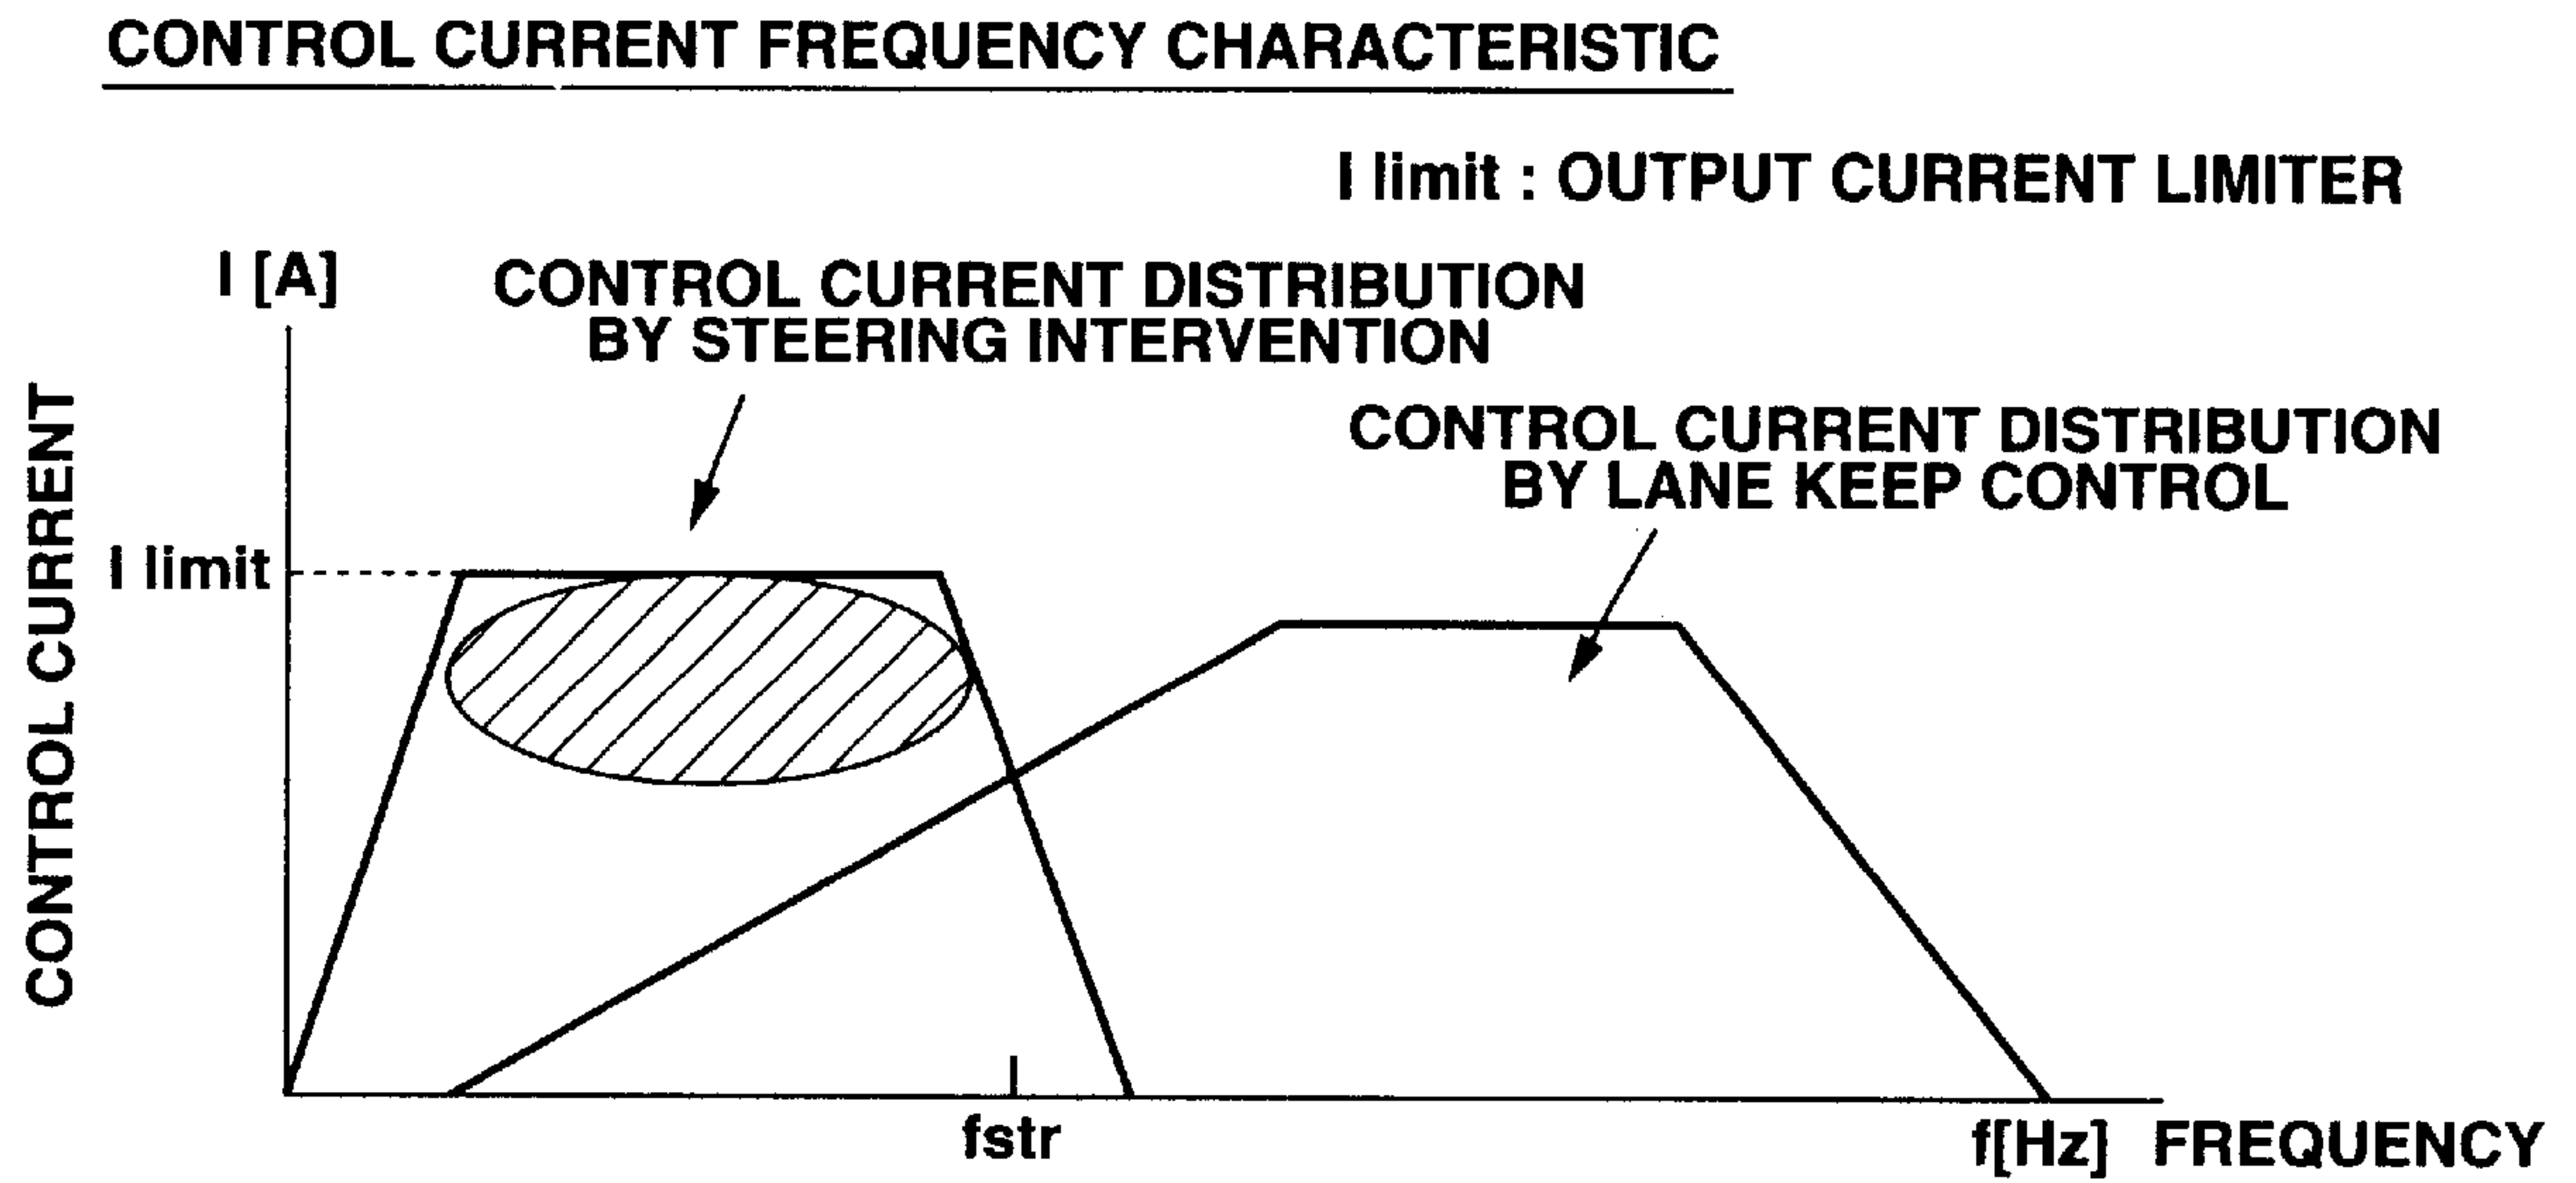 CONTROL CURRENT FREQUENCY CHARACTERISTIC
I limit : OUTPUT CURRENT LIMITER
I [A]
CONTROL CURRENT DISTRIBUTION
BY STEERING INTERVENTION
CONTROL CURRENT DISTRIBUTION
BY LANE KEEP CONTROL
CONTROL CURRENT
I limit
fstr
f[Hz] FREQUENCY